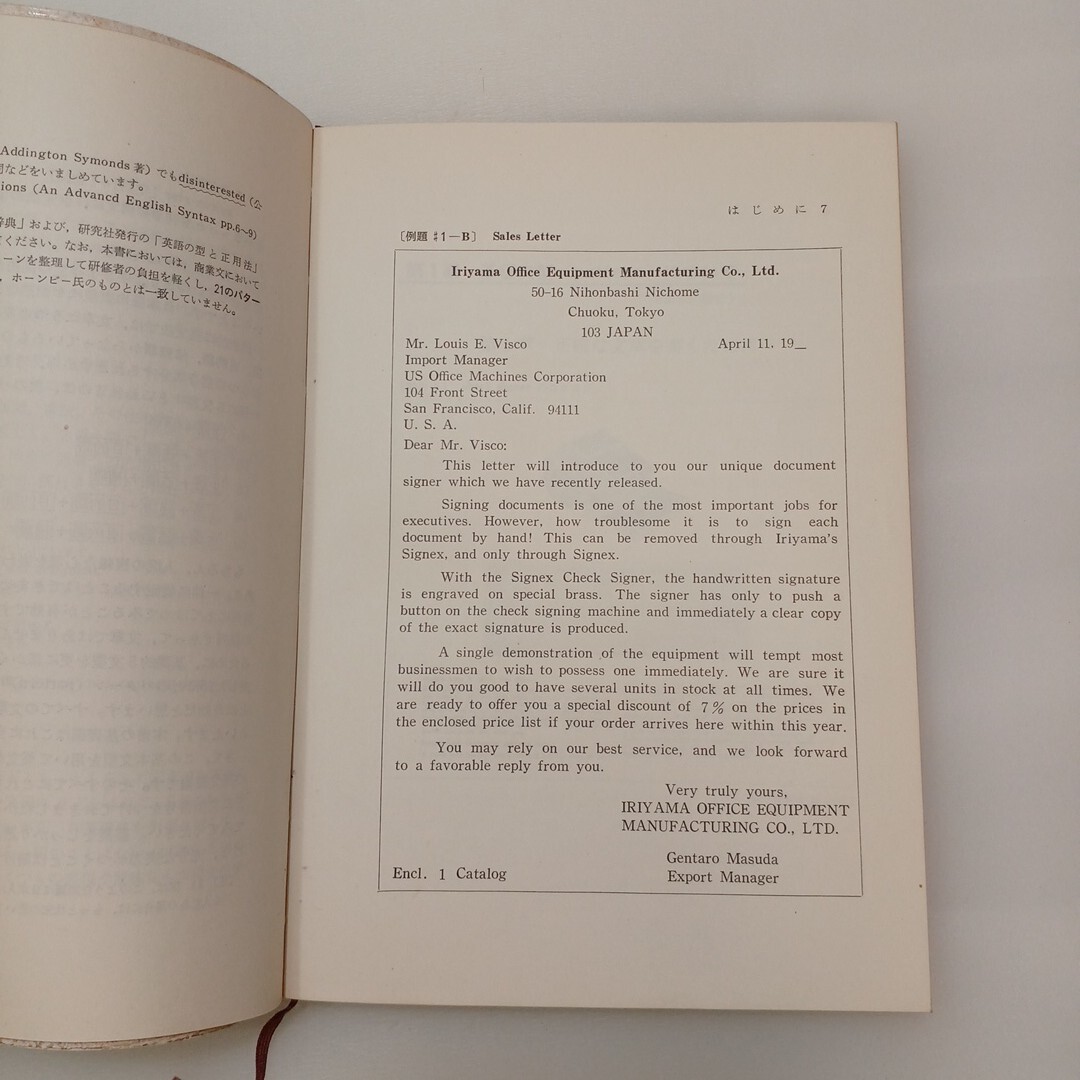 Addington Symonds 著) でもdisinterested (公
などをいましめています。
ions (An Advancd English Syntax pp.6~9)
典」および, 研究社発行の「英語の型と正用法」
ください。なお, 本書においては, 商業文において
ーンを整理して研修者の負担を軽くし, 21のパター
, ホーンビー氏のものとは一致していません。
はじめに 7
〔例題 #1—B〕 Sales Letter
Iriyama Office Equipment Manufacturing Co., Ltd.
50-16 Nihonbashi Nichome
Chuoku, Tokyo
103 JAPAN
Mr. Louis E. Visco April 11, 19_
Import Manager
US Office Machines Corporation
104 Front Street
San Francisco, Calif. 94111
U. S. A.
Dear Mr. Visco:
This letter will introduce to you our unique document
signer which we have recently released.
Signing documents is one of the most important jobs for
executives. However, how troublesome it is to sign each
document by hand! This can be removed through Iriyama's
Signex, and only through Signex.
With the Signex Check Signer, the handwritten signature
is engraved on special brass. The signer has only to push a
button on the check signing machine and immediately a clear copy
of the exact signature is produced.
A single demonstration of the equipment will tempt most
businessmen to wish to possess one immediately. We are sure it
will do you good to have several units in stock at all times. We
are ready to offer you a special discount of 7% on the prices in
the enclosed price list if your order arrives here within this year.
You may rely on our best service, and we look forward
to a favorable reply from you.
Very truly yours,
IRIYAMA OFFICE EQUIPMENT
MANUFACTURING CO., LTD.
Gentaro Masuda
Encl. 1 Catalog Export Manager